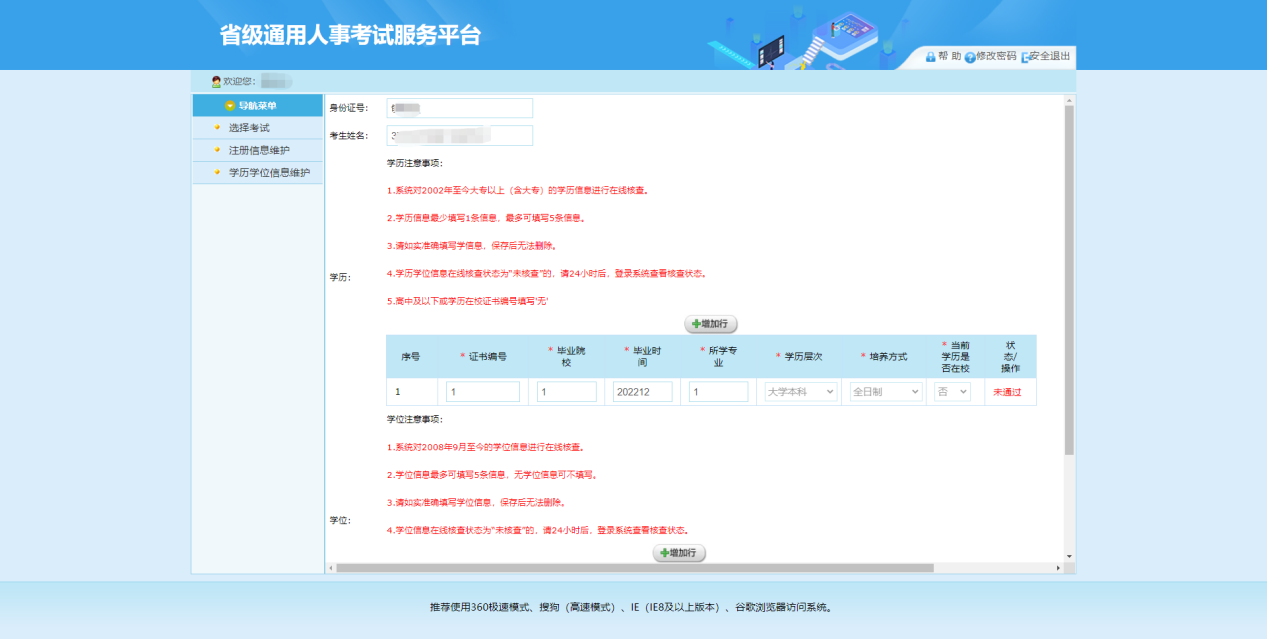 省级通用人事考试服务平台
帮 助 修改密码 安全退出
欢迎您:
导航菜单
选择考试
注册信息维护
学历学位信息维护
身份证号:
考生姓名:
3
学历注意事项:
1.系统对2002年至今大专以上（含大专）的学历信息进行在线核查。
2.学历信息最少填写1条信息，最多可填写5条信息。
3.请如实准确填写学信息，保存后无法删除。
4.学历学位信息在线核查状态为"未核查"的，请24小时后，登录系统查看核查状态。
学历:
5.高中及以下或学历在校证书编号填写'无'
增加行
序号 * 证书编号 * 毕业院校 * 毕业时间 * 所学专业 * 学历层次 * 培养方式 * 当前学历是否在校 状态/操作
1 1 1 202212 1 大学本科 全日制 否 未通过
学位注意事项:
1.系统对2008年9月至今的学位信息进行在线核查。
2.学位信息最多可填写5条信息，无学位信息可不填写。
3.请如实准确填写学位信息，保存后无法删除。
学位:
4.学位信息在线核查状态为"未核查"的，请24小时后，登录系统查看核查状态。
增加行
推荐使用360极速模式、搜狗（高速模式）、IE（IE8及以上版本）、谷歌浏览器访问系统。